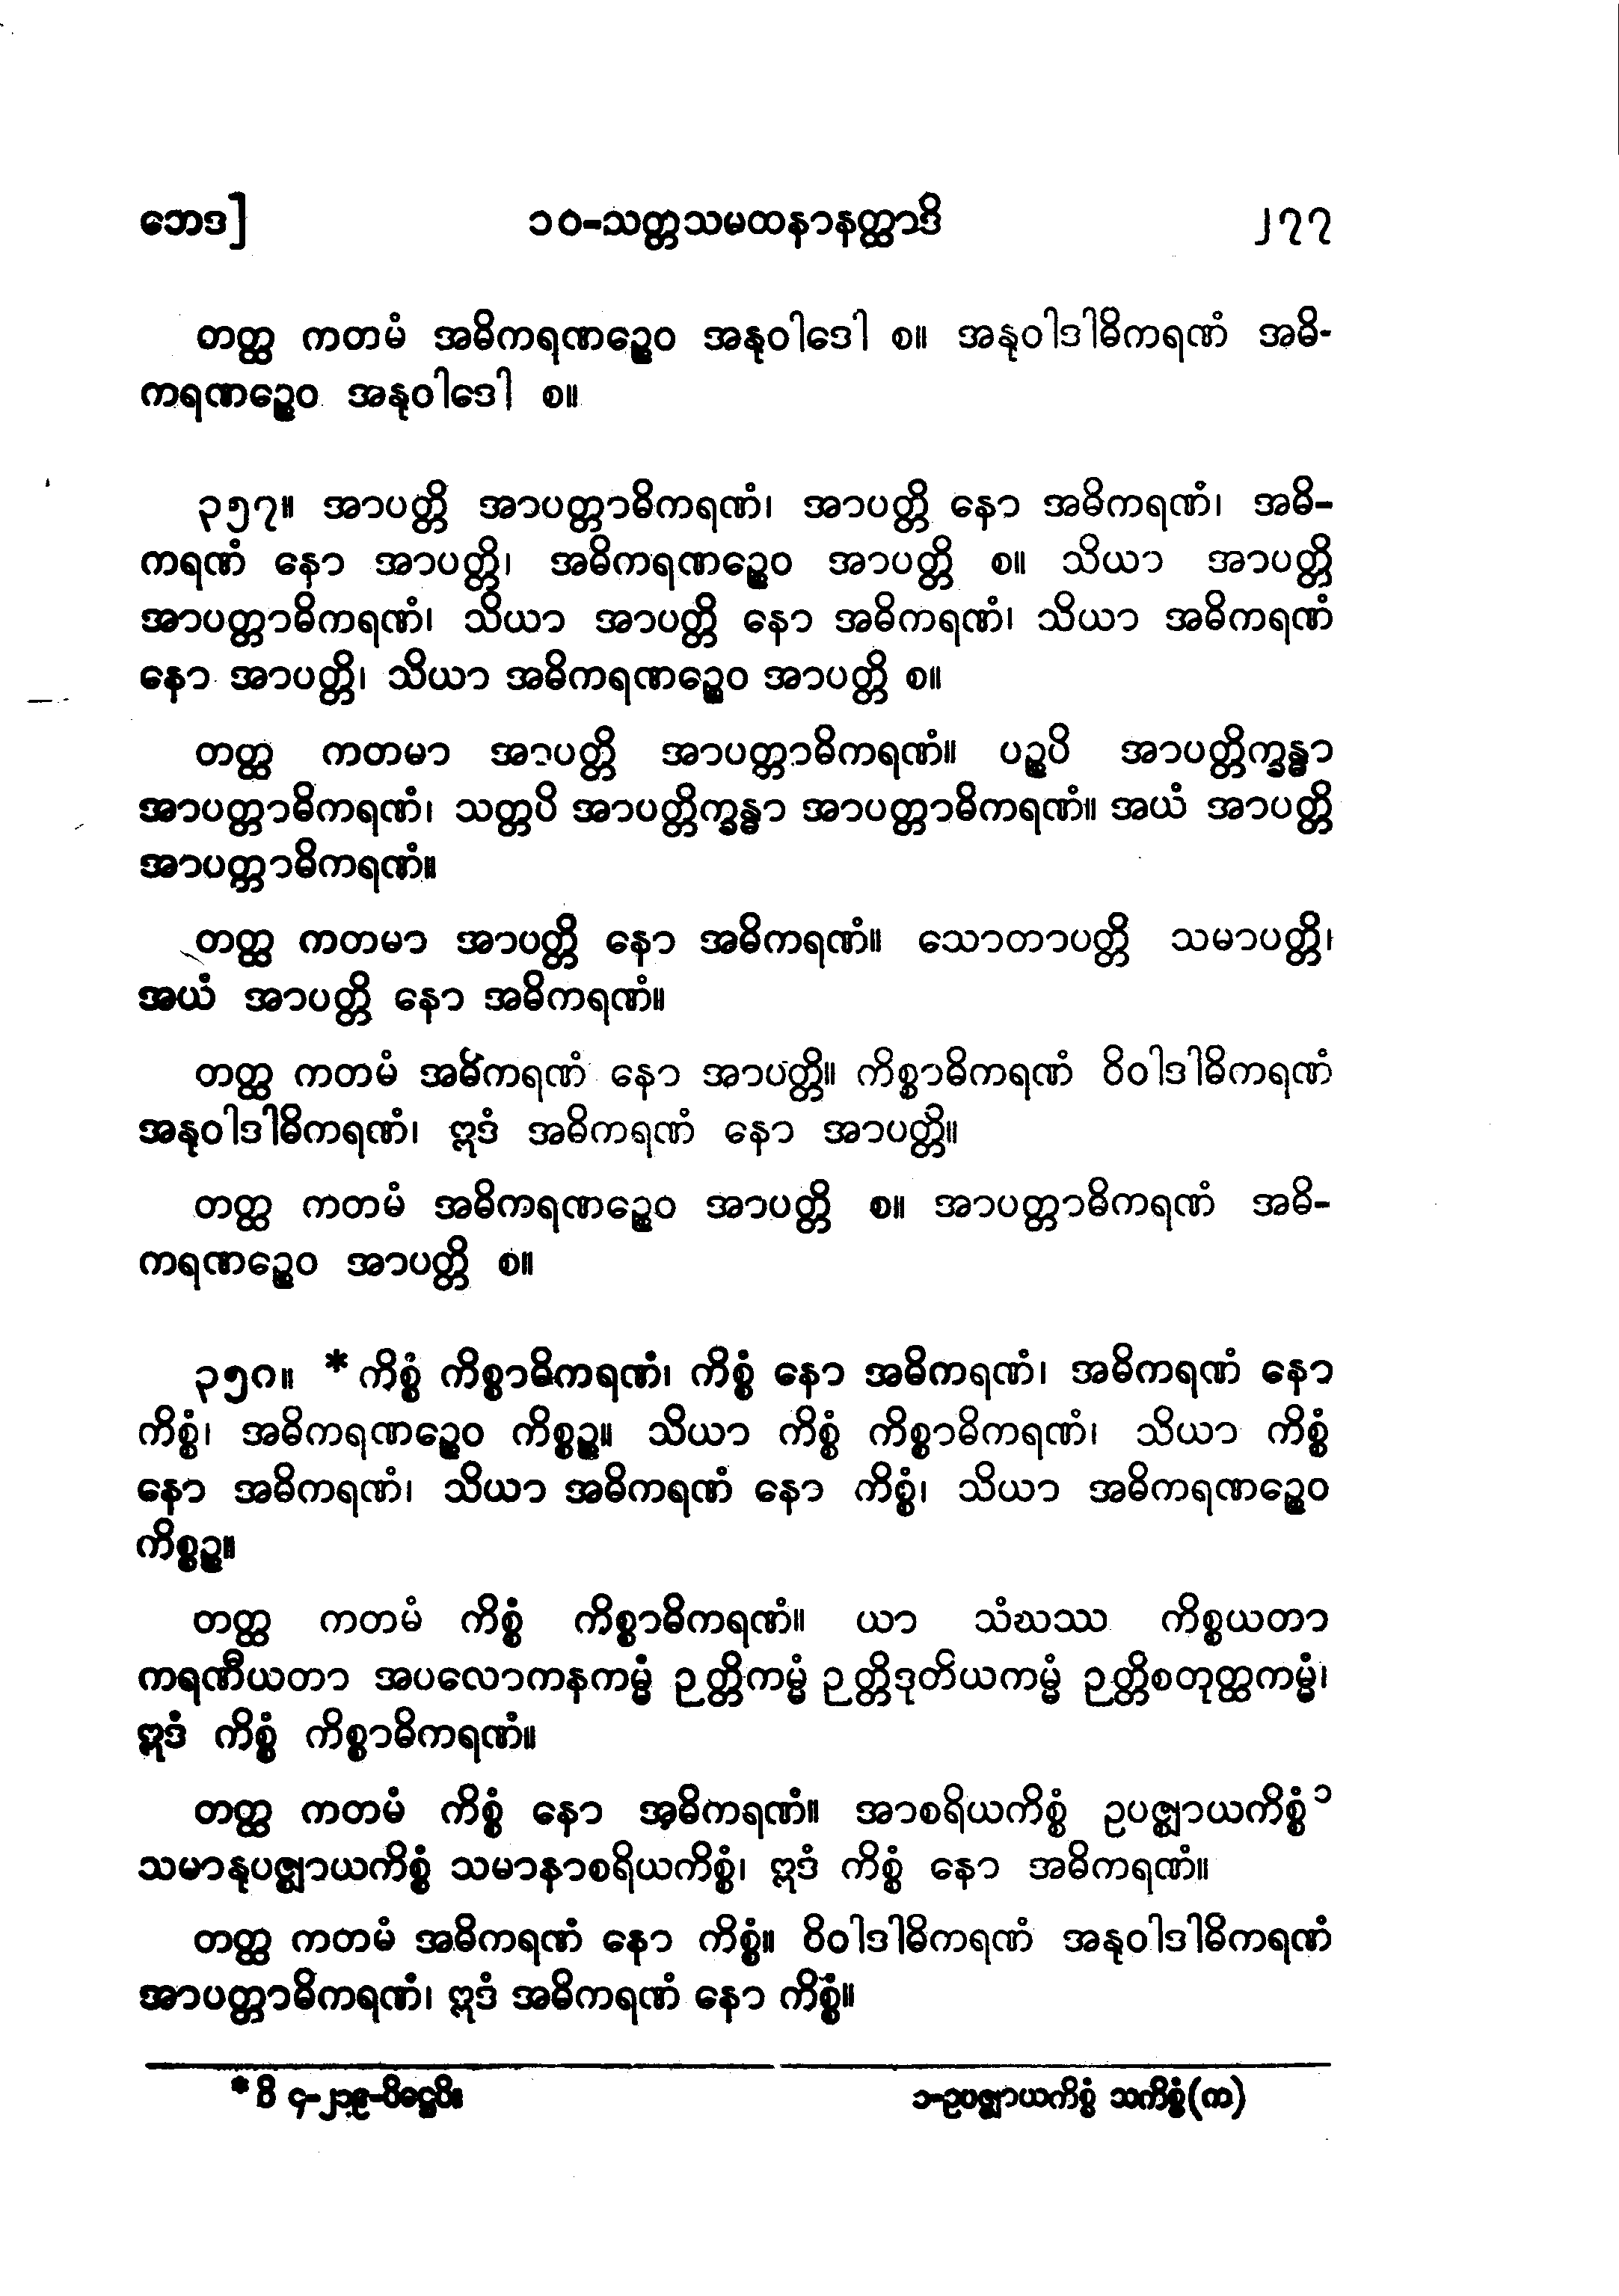 ဘေဒ]	၁၀-သတ္တသမထနာနတ္ထာဒိ	၂၇၇
တတ္ထ ကတမံ အဓိကရဏဉ္စေဝ အနုဝါဒေါ စ။ အနုဝါဒါဓိကရဏံ အဓိ-
ကရဏဉ္စေဝ အနုဝါဒေါ စ။
၃၅၇။ အာပတ္တိ အာပတ္တာဓိကရဏံ၊ အာပတ္တိ နော အဓိကရဏံ၊ အဓိ-
ကရဏံ နော အာပတ္တိ၊ အဓိကရဏဉ္စေဝ အာပတ္တိ စ။ သိယာ အာပတ္တိ
အာပတ္တာဓိကရဏံ၊ သိယာ အာပတ္တိ နော အဓိကရဏံ၊ သိယာ အဓိကရဏံ
နော အာပတ္တိ၊ သိယာ အဓိကရဏဉ္စေဝ အာပတ္တိ စ။
တတ္ထ ကတမာ အာပတ္တိ အာပတ္တာဓိကရဏံ။ ပဉ္စပိ အာပတ္တိက္ခန္ဓာ
အာပတ္တာဓိကရဏံ၊ သတ္တပိ အာပတ္တိက္ခန္ဓာ အာပတ္တာဓိကရဏံ။ အယံ အာပတ္တိ
အာပတ္တာဓိကရဏံ။
တတ္ထ ကတမာ အာပတ္တိ နော အဓိကရဏံ။ သောတာပတ္တိ သမာပတ္တိ၊
အယံ အာပတ္တိ နော အဓိကရဏံ။
တတ္ထ ကတမံ အဓိကရဏံ နော အာပတ္တိ။ ကိစ္စာဓိကရဏံ ဝိဝါဒါဓိကရဏံ
အနုဝါဒါဓိကရဏံ၊ ဣဒံ အဓိကရဏံ နော အာပတ္တိ။
တတ္ထ ကတမံ အဓိကရဏဉ္စေဝ အာပတ္တိ စ။ အာပတ္တာဓိကရဏံ အဓိ-
ကရဏဉ္စေဝ အာပတ္တိ စ။
၃၅၈။ * ကိစ္စံ ကိစ္စာဓိကရဏံ၊ ကိစ္စံ နော အဓိကရဏံ၊ အဓိကရဏံ နော
ကိစ္စံ၊ အဓိကရဏဉ္စေဝ ကိစ္စဉ္စ။ သိယာ ကိစ္စံ ကိစ္စာဓိကရဏံ၊ သိယာ ကိစ္စံ
နော အဓိကရဏံ၊ သိယာ အဓိကရဏံ နော ကိစ္စံ၊ သိယာ အဓိကရဏဉ္စေဝ
ကိစ္စဉ္စ။
တတ္ထ ကတမံ ကိစ္စံ ကိစ္စာဓိကရဏံ။ ယာ သံဃဿ ကိစ္စယတာ
ကရဏီယတာ အပလောကနကမ္မံ ဉတ္တိကမ္မံ ဉတ္တိဒုတိယကမ္မံ ဉတ္တိစတုတ္ထကမ္မံ၊
ဣဒံ ကိစ္စံ ကိစ္စာဓိကရဏံ။
တတ္ထ ကတမံ ကိစ္စံ နော အဓိကရဏံ။ အာစရိယကိစ္စံ ဥပဇ္ဈာယကိစ္စံ ၁
သမာနုပဇ္ဈာယကိစ္စံ သမာနာစရိယကိစ္စံ၊ ဣဒံ ကိစ္စံ နော အဓိကရဏံ။
တတ္ထ ကတမံ အဓိကရဏံ နော ကိစ္စံ။ ဝိဝါဒါဓိကရဏံ အနုဝါဒါဓိကရဏံ
အာပတ္တာဓိကရဏံ၊ ဣဒံ အဓိကရဏံ နော ကိစ္စံ။
* ဝိ ၄-၂၁၉-ပိဋ္ဌေပိ။	၁-ဥပဇ္ဈာယကိစ္စံ သကိစ္စံ(က)